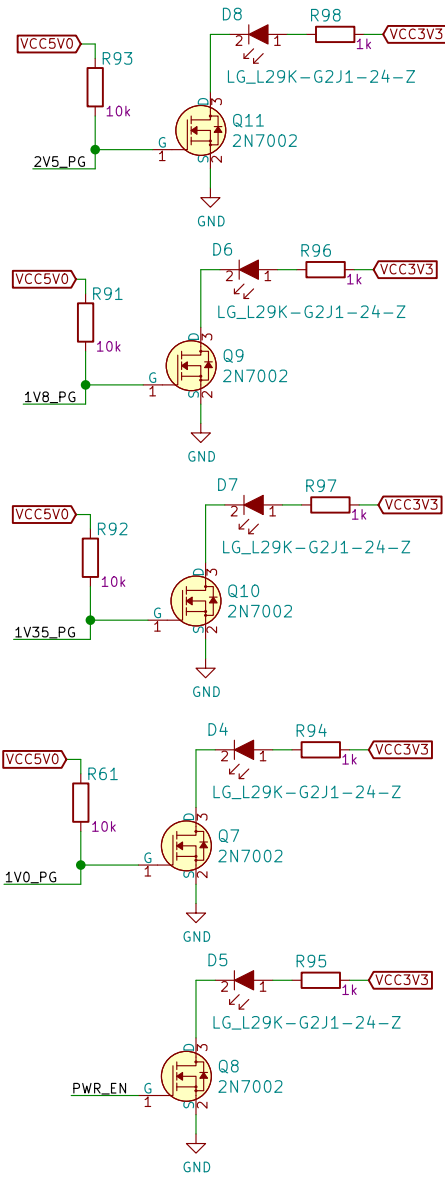 D8
R98
VCC5V0
R93
2
1
1k
VCC3V3
LG_L29K-G2J1-24-Z
10k
D
3
Q11
2N7002
G
1
S
2
2V5_PG
GND
D6
R96
VCC5V0
R91
2
1
1k
VCC3V3
LG_L29K-G2J1-24-Z
10k
D
3
Q9
2N7002
G
1
S
2
1V8_PG
GND
D7
R97
VCC5V0
R92
2
1
1k
VCC3V3
LG_L29K-G2J1-24-Z
10k
D
3
Q10
2N7002
G
1
S
2
1V35_PG
GND
D4
R94
VCC5V0
R61
2
1
1k
VCC3V3
LG_L29K-G2J1-24-Z
10k
D
3
Q7
2N7002
G
1
S
2
1V0_PG
GND
D5
R95
2
1
1k
VCC3V3
LG_L29K-G2J1-24-Z
D
3
Q8
2N7002
PWR_EN
G
1
S
2
GND